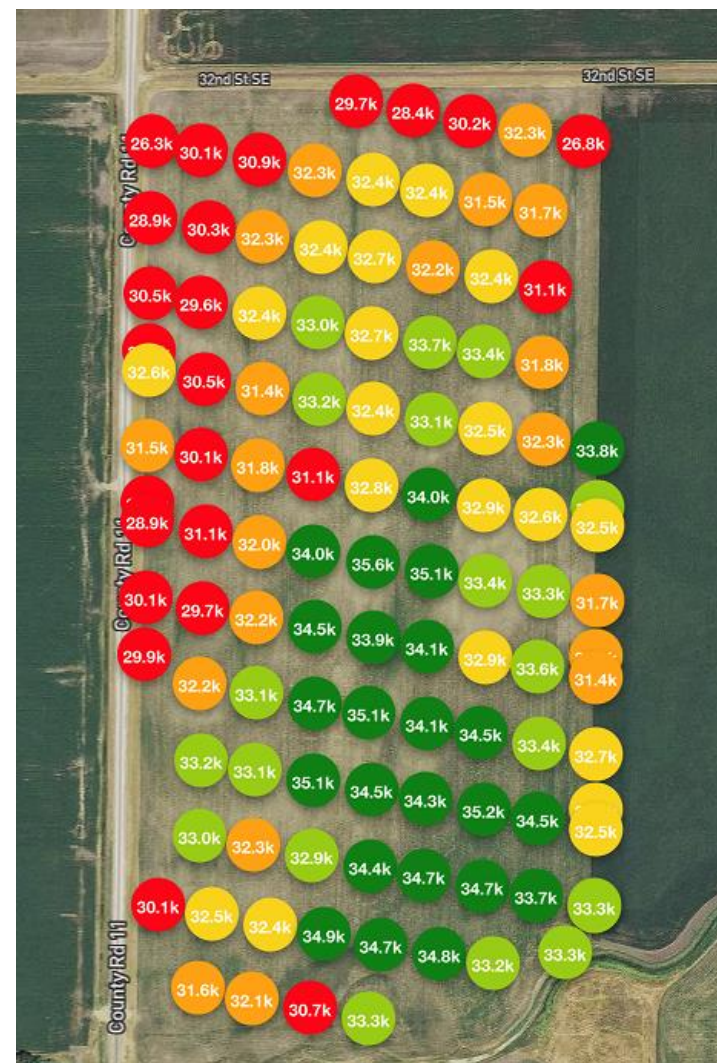 32nd St SE
32nd St SE
29.7k
28.4k
30.2k
32.3k
26.8k
26.3k
30.1k
30.9k
32.3k
32.4k
32.4k
31.5k
31.7k
28.9k
30.3k
32.3k
32.4k
32.7k
32.2k
32.4k
31.1k
30.5k
29.6k
32.4k
33.0k
32.7k
33.7k
33.4k
31.8k
32.6k
30.5k
31.4k
33.2k
32.4k
33.1k
32.5k
32.3k
33.8k
31.5k
30.1k
31.8k
31.1k
32.8k
34.0k
32.9k
32.6k
32.5k
28.9k
31.1k
32.0k
34.0k
35.6k
35.1k
33.4k
33.3k
31.7k
30.1k
29.7k
32.2k
34.5k
33.9k
34.1k
32.9k
33.6k
31.4k
29.9k
32.2k
33.1k
34.7k
35.1k
34.1k
34.5k
33.4k
32.7k
33.2k
33.1k
35.1k
34.5k
34.3k
35.2k
34.5k
32.5k
33.0k
32.3k
32.9k
34.4k
34.7k
34.7k
33.7k
33.3k
30.1k
32.5k
32.4k
34.9k
34.7k
34.8k
33.2k
33.3k
31.6k
32.1k
30.7k
33.3k
County Rd 11